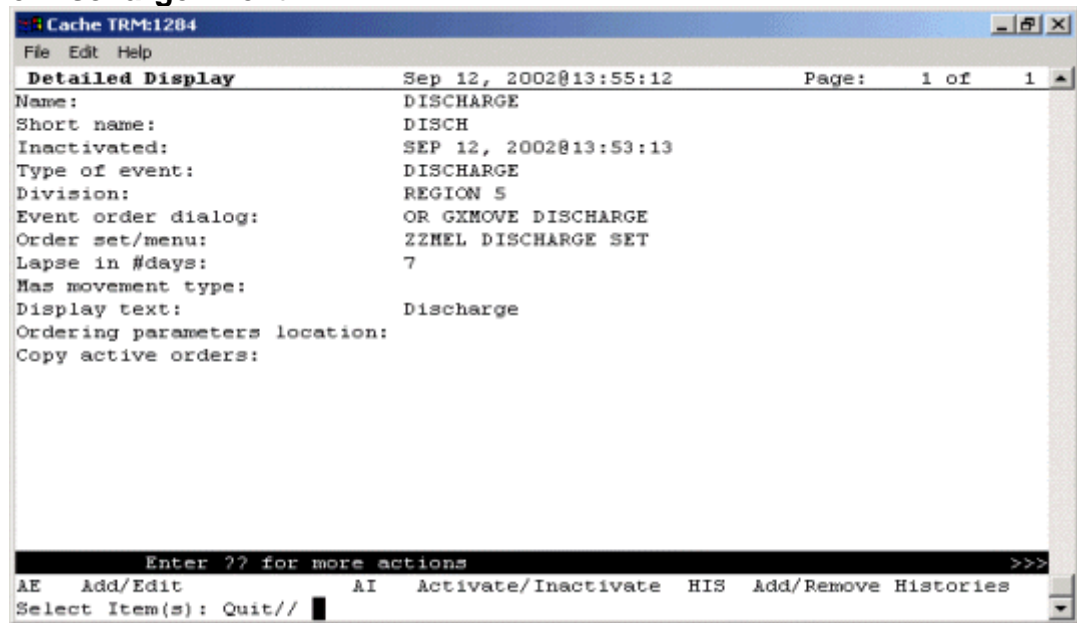 Cache TRM:1284
File Edit Help
Detailed Display Sep 12, 2002@13:55:12 Page: 1 of 1
Name: DISCHARGE
Short name: DISCH
Inactivated: SEP 12, 2002@13:53:13
Type of event: DISCHARGE
Division: REGION 5
Event order dialog: OR GXMOVE DISCHARGE
Order set/menu: ZZMEL DISCHARGE SET
Lapse in #days: 7
Mas movement type:
Display text: Discharge
Ordering parameters location:
Copy active orders:
Enter ?? for more actions >>>
AE Add/Edit AI Activate/Inactivate HIS Add/Remove Histories
Select Item(s): Quit//